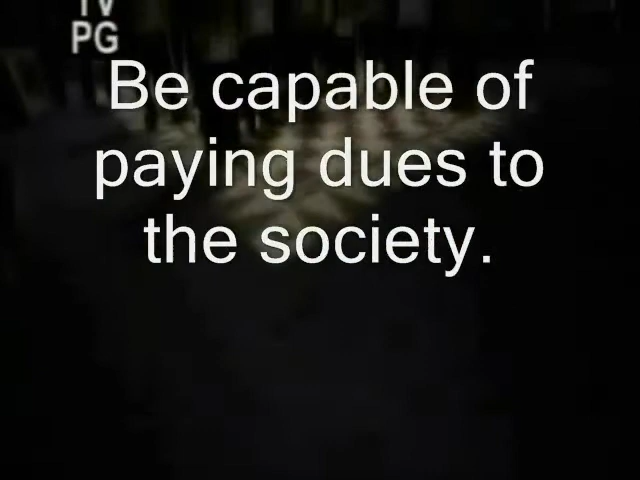 TV
PG
Be capable of
paying dues to
the society.